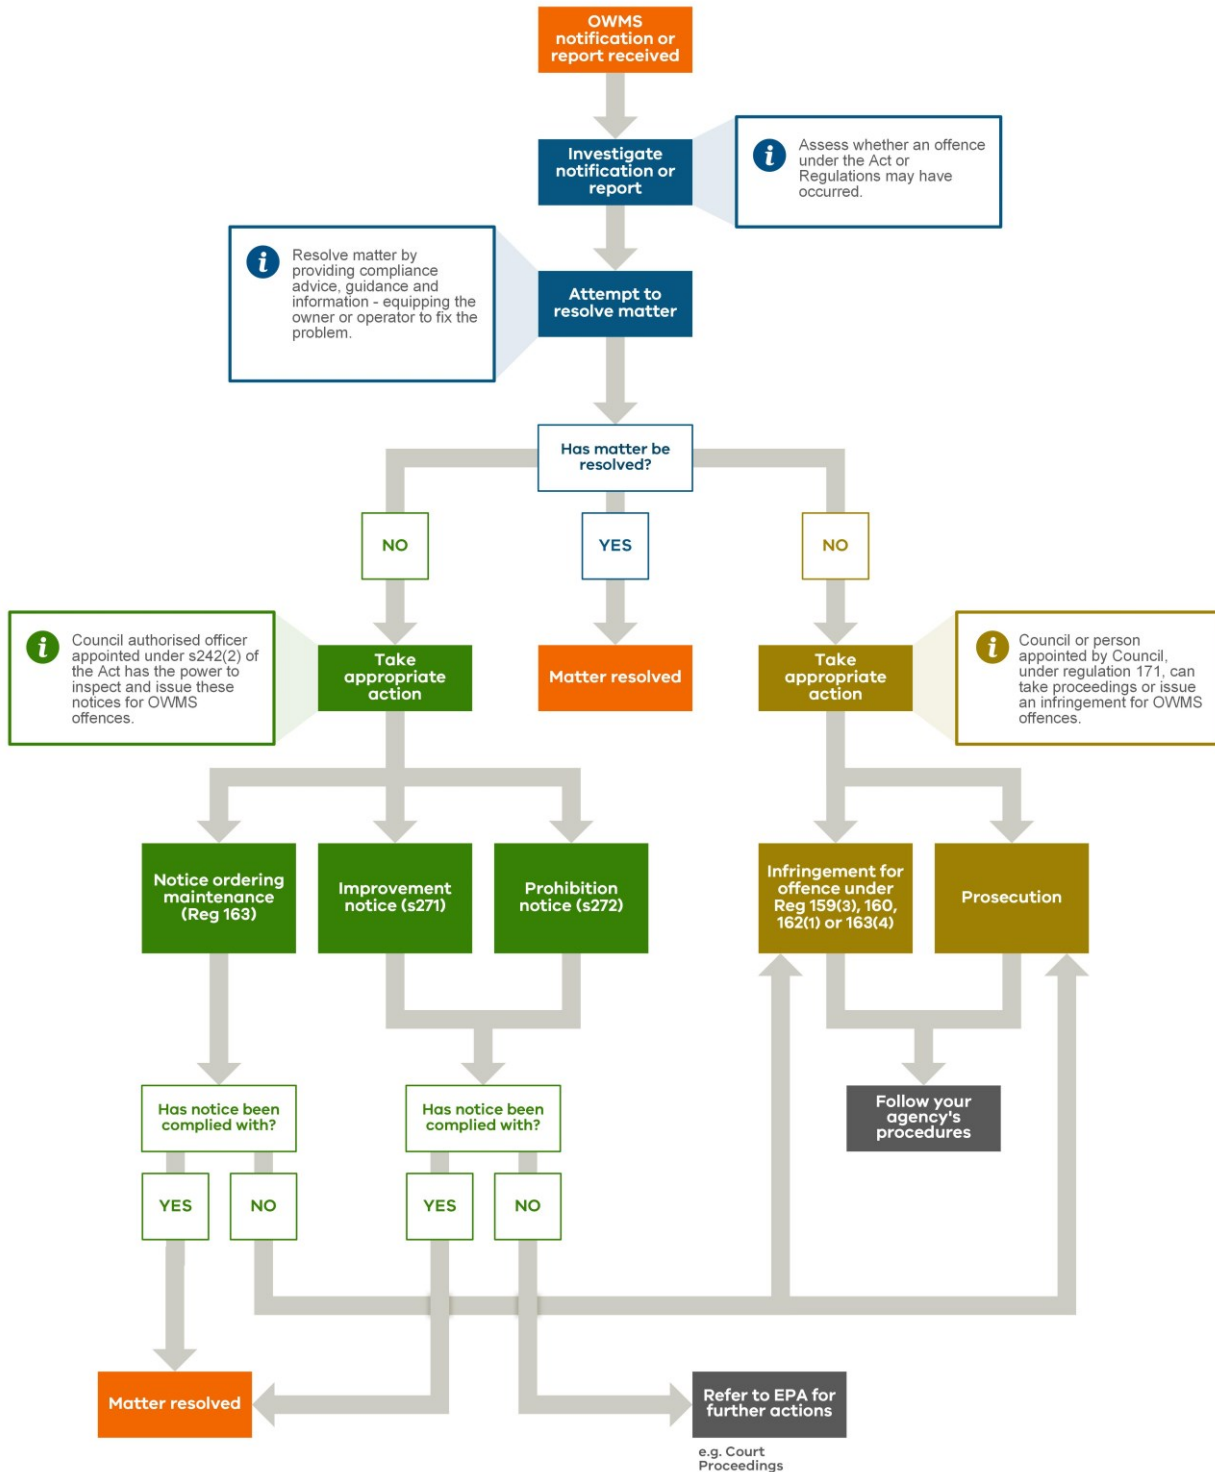 OWMS
notification or
report received
Investigate
notification or
report
i
Assess whether an offence
under the Act or
Regulations may have
occurred.
i
Resolve matter by
providing compliance
advice, guidance and
information - equipping the
owner or operator to fix the
problem.
Attempt to
resolve matter
Has matter be
resolved?
NO
YES
NO
i
Council authorised officer
appointed under s242(2) of
the Act has the power to
inspect and issue these
notices for OWMS
offences.
Take
appropriate
action
Matter resolved
Take
appropriate
action
i
Council or person
appointed by Council,
under regulation 171, can
take proceedings or issue
an infringement for OWMS
offences.
Notice ordering
maintenance
(Reg 163)
Improvement
notice (s271)
Prohibition
notice (s272)
Infringement for
offence under
Reg 159(3), 160,
162(1) or 163(4)
Prosecution
Has notice been
complied with?
Has notice been
complied with?
Follow your
agency's
procedures
YES
NO
YES
NO
Matter resolved
Refer to EPA for
further actions
e.g. Court
Proceedings